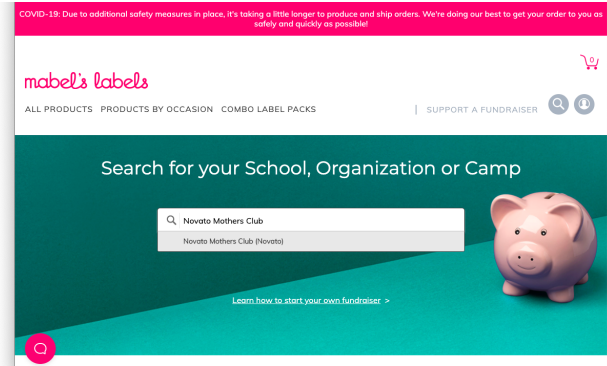 COVID-19: Due to additional safety measures in place, it's taking a little longer to produce and ship orders. We're doing our best to get your order to you as
safely and quickly as possible!
0
mabel's labels
ALL PRODUCTS PRODUCTS BY OCCASION COMBO LABEL PACKS | SUPPORT A FUNDRAISER
Search for your School, Organization or Camp
Novato Mothers Club
Novato Mothers Club (Novato)
Learn how to start your own fundraiser >